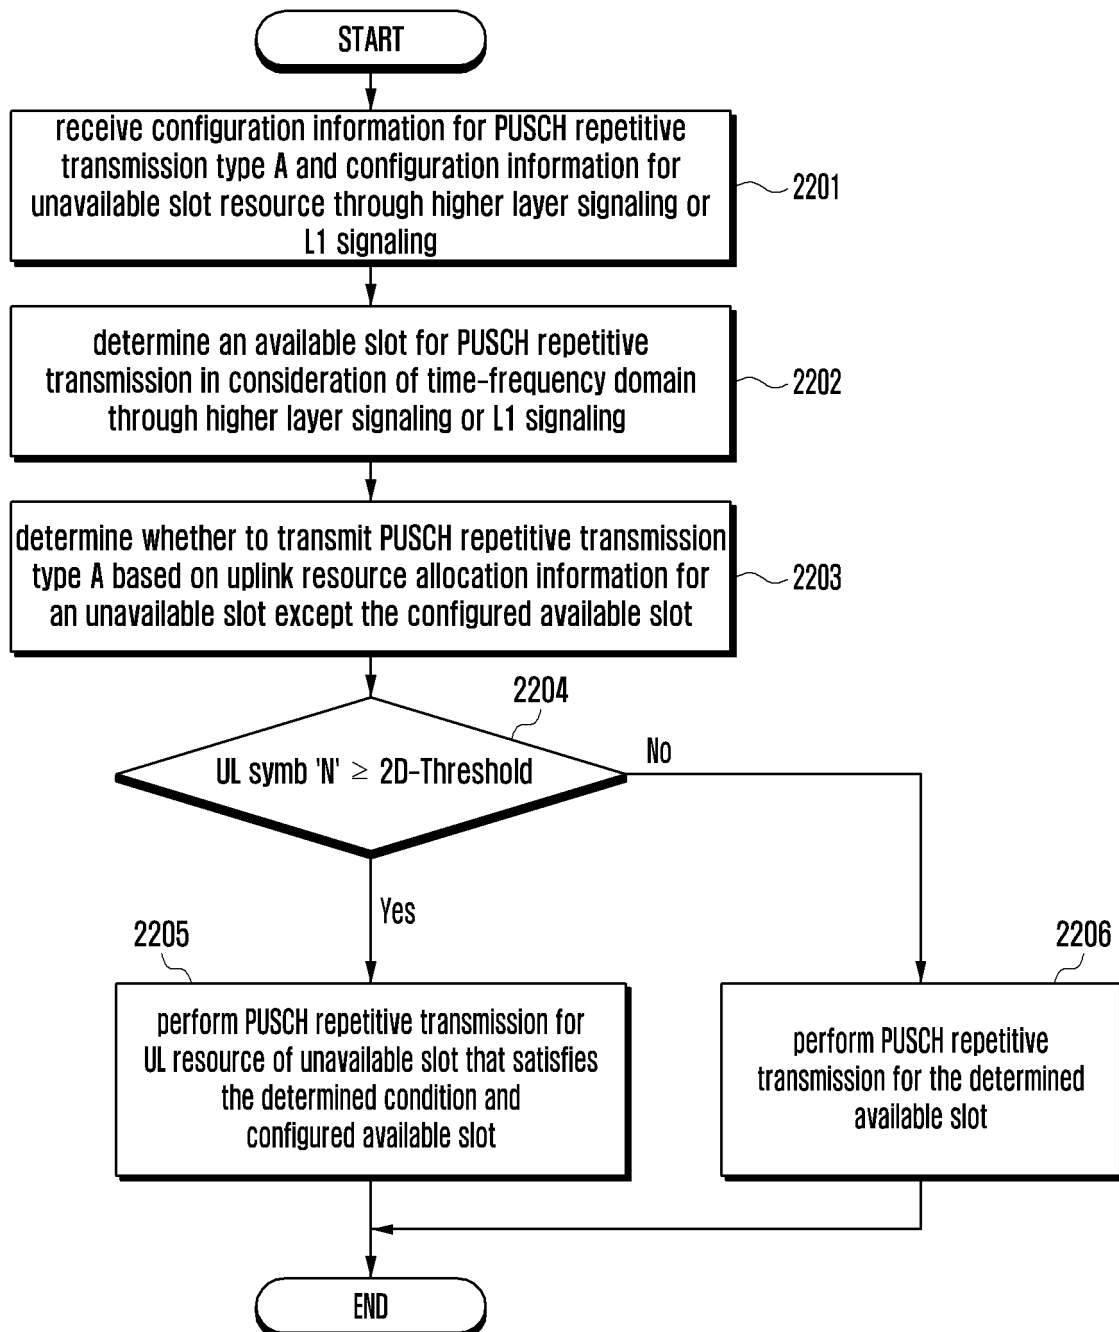 START
receive configuration information for PUSCH repetitive
transmission type A and configuration information for
unavailable slot resource through higher layer signaling or
L1 signaling
2201
determine an available slot for PUSCH repetitive
transmission in consideration of time-frequency domain
through higher layer signaling or L1 signaling
2202
determine whether to transmit PUSCH repetitive transmission
type A based on uplink resource allocation information for
an unavailable slot except the configured available slot
2203
2204
UL symb 'N' ≥ 2D-Threshold
No
Yes
2205
perform PUSCH repetitive transmission for
UL resource of unavailable slot that satisfies
the determined condition and
configured available slot
2206
perform PUSCH repetitive
transmission for the determined
available slot
END